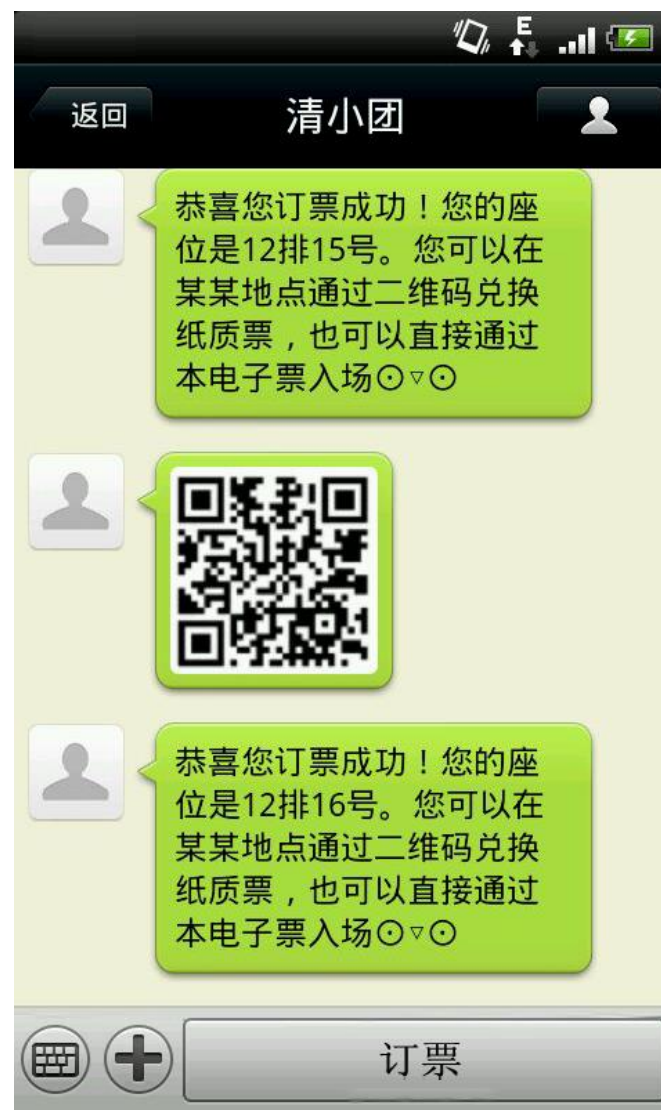 E
返回
清小团
恭喜您订票成功！您的座
位是12排15号。您可以在
某某地点通过二维码兑换
纸质票，也可以直接通过
本电子票入场⊙▿⊙
恭喜您订票成功！您的座
位是12排16号。您可以在
某某地点通过二维码兑换
纸质票，也可以直接通过
本电子票入场⊙▿⊙
订票